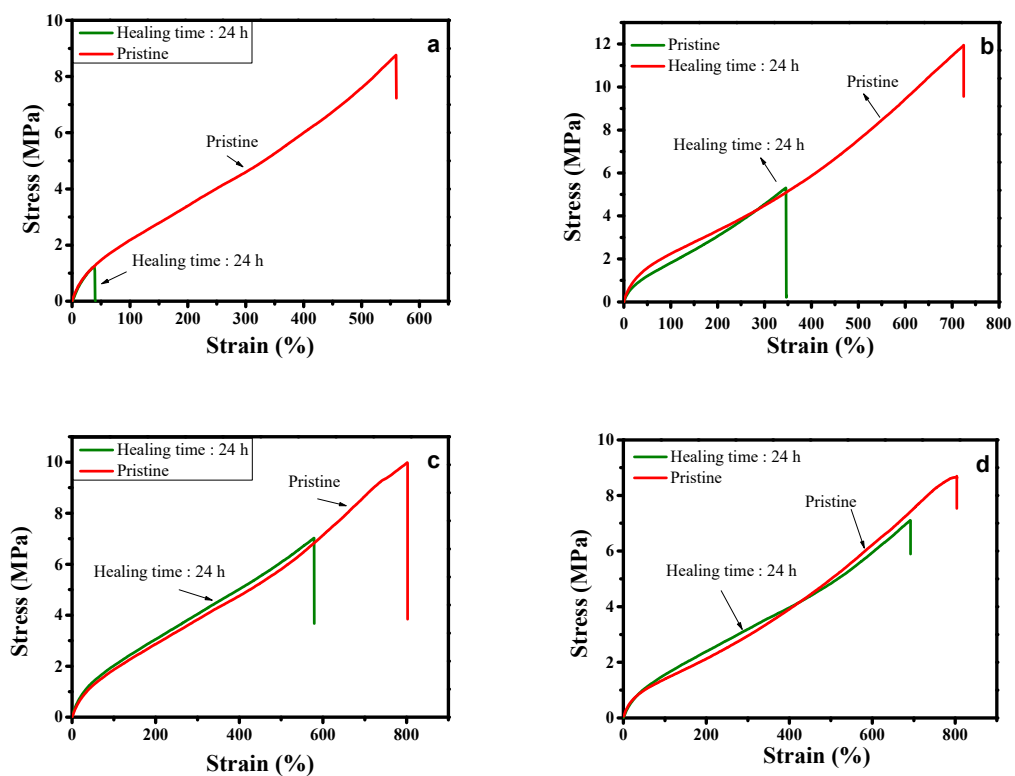 10
8
6
4
2
0
Stress (MPa)
Healing time : 24 h
Pristine
a
Pristine
Healing time : 24 h
0 100 200 300 400 500 600
Strain (%)
12
10
8
6
4
2
0
Stress (MPa)
Pristine
Healing time : 24 h
b
Pristine
Healing time : 24 h
0 100 200 300 400 500 600 700 800
Strain (%)
10
8
6
4
2
0
Stress (MPa)
Healing time : 24 h
Pristine
c
Pristine
Healing time : 24 h
0 200 400 600 800
Strain (%)
10
8
6
4
2
0
Stress (MPa)
Healing time : 24 h
Pristine
d
Pristine
Healing time : 24 h
0 100 200 300 400 500 600 700 800
Strain (%)